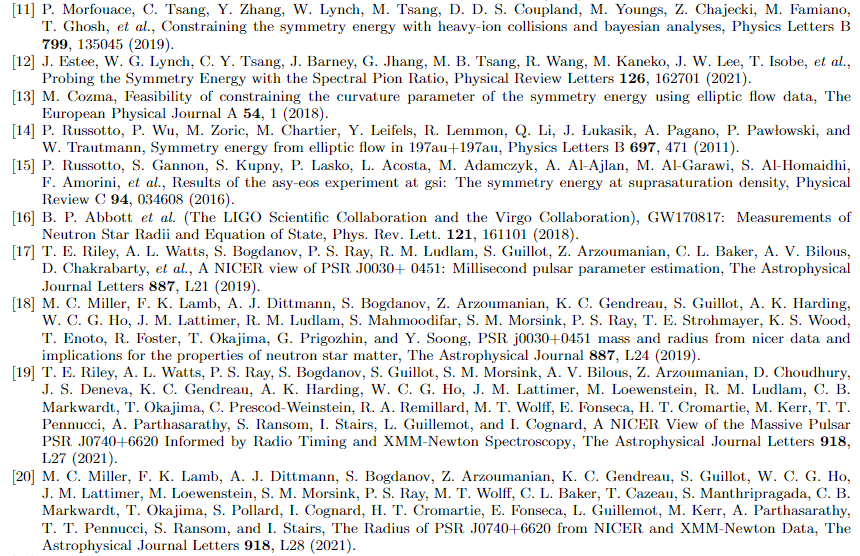 [11] P. Morfouace, C. Tsang, Y. Zhang, W. Lynch, M. Tsang, D. D. S. Coupland, M. Youngs, Z. Chajecki, M. Famiano,
T. Ghosh, et al., Constraining the symmetry energy with heavy-ion collisions and bayesian analyses, Physics Letters B
799, 135045 (2019).
[12] J. Estee, W. G. Lynch, C. Y. Tsang, J. Barney, G. Jhang, M. B. Tsang, R. Wang, M. Kaneko, J. W. Lee, T. Isobe, et al.,
Probing the Symmetry Energy with the Spectral Pion Ratio, Physical Review Letters 126, 162701 (2021).
[13] M. Cozma, Feasibility of constraining the curvature parameter of the symmetry energy using elliptic flow data, The
European Physical Journal A 54, 1 (2018).
[14] P. Russotto, P. Wu, M. Zoric, M. Chartier, Y. Leifels, R. Lemmon, Q. Li, J. Łukasik, A. Pagano, P. Pawłowski, and
W. Trautmann, Symmetry energy from elliptic flow in 197au+197au, Physics Letters B 697, 471 (2011).
[15] P. Russotto, S. Gannon, S. Kupny, P. Lasko, L. Acosta, M. Adamczyk, A. Al-Ajlan, M. Al-Garawi, S. Al-Homaidhi,
F. Amorini, et al., Results of the asy-eos experiment at gsi: The symmetry energy at suprasaturation density, Physical
Review C 94, 034608 (2016).
[16] B. P. Abbott et al. (The LIGO Scientific Collaboration and the Virgo Collaboration), GW170817: Measurements of
Neutron Star Radii and Equation of State, Phys. Rev. Lett. 121, 161101 (2018).
[17] T. E. Riley, A. L. Watts, S. Bogdanov, P. S. Ray, R. M. Ludlam, S. Guillot, Z. Arzoumanian, C. L. Baker, A. V. Bilous,
D. Chakrabarty, et al., A NICER view of PSR J0030+ 0451: Millisecond pulsar parameter estimation, The Astrophysical
Journal Letters 887, L21 (2019).
[18] M. C. Miller, F. K. Lamb, A. J. Dittmann, S. Bogdanov, Z. Arzoumanian, K. C. Gendreau, S. Guillot, A. K. Harding,
W. C. G. Ho, J. M. Lattimer, R. M. Ludlam, S. Mahmoodifar, S. M. Morsink, P. S. Ray, T. E. Strohmayer, K. S. Wood,
T. Enoto, R. Foster, T. Okajima, G. Prigozhin, and Y. Soong, PSR j0030+0451 mass and radius from nicer data and
implications for the properties of neutron star matter, The Astrophysical Journal 887, L24 (2019).
[19] T. E. Riley, A. L. Watts, P. S. Ray, S. Bogdanov, S. Guillot, S. M. Morsink, A. V. Bilous, Z. Arzoumanian, D. Choudhury,
J. S. Deneva, K. C. Gendreau, A. K. Harding, W. C. G. Ho, J. M. Lattimer, M. Loewenstein, R. M. Ludlam, C. B.
Markwardt, T. Okajima, C. Prescod-Weinstein, R. A. Remillard, M. T. Wolff, E. Fonseca, H. T. Cromartie, M. Kerr, T. T.
Pennucci, A. Parthasarathy, S. Ransom, I. Stairs, L. Guillemot, and I. Cognard, A NICER View of the Massive Pulsar
PSR J0740+6620 Informed by Radio Timing and XMM-Newton Spectroscopy, The Astrophysical Journal Letters 918,
L27 (2021).
[20] M. C. Miller, F. K. Lamb, A. J. Dittmann, S. Bogdanov, Z. Arzoumanian, K. C. Gendreau, S. Guillot, W. C. G. Ho,
J. M. Lattimer, M. Loewenstein, S. M. Morsink, P. S. Ray, M. T. Wolff, C. L. Baker, T. Cazeau, S. Manthripragada, C. B.
Markwardt, T. Okajima, S. Pollard, I. Cognard, H. T. Cromartie, E. Fonseca, L. Guillemot, M. Kerr, A. Parthasarathy,
T. T. Pennucci, S. Ransom, and I. Stairs, The Radius of PSR J0740+6620 from NICER and XMM-Newton Data, The
Astrophysical Journal Letters 918, L28 (2021).